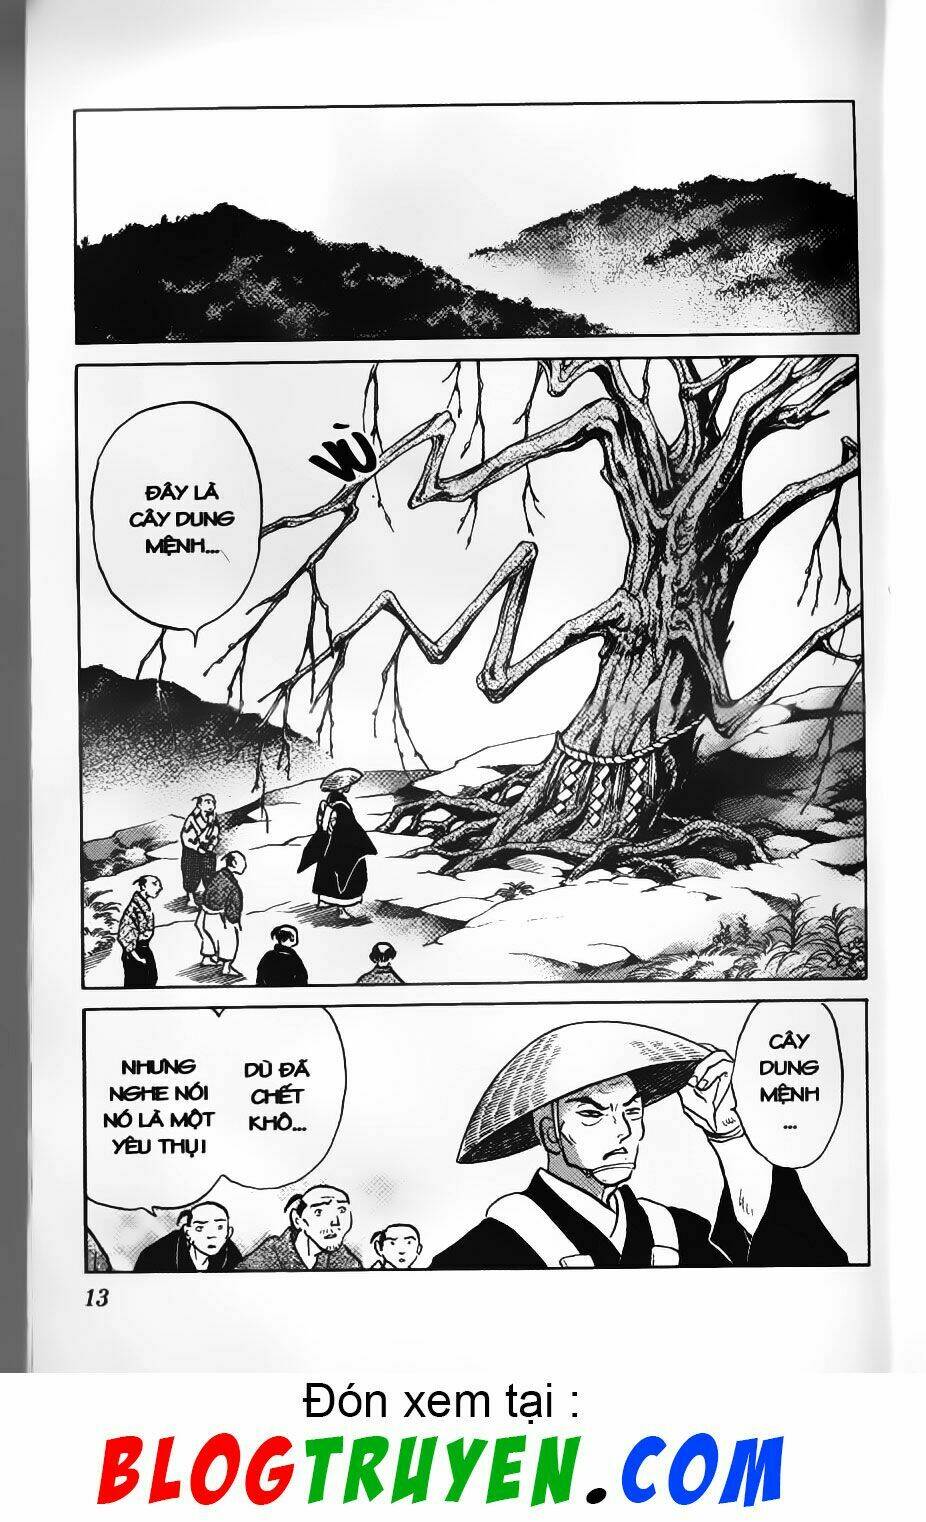 ĐÂY LÀ
CÂY DUNG
MỆNH...
VÙ
CÂY
DUNG
MỆNH
...
DÙ ĐÃ
CHẾT
KHÔ...
NHƯNG
NGHE NÓI
NÓ LÀ MỘT
YÊU THỤ!
13
Đón xem tại :
BLOGTRUYEN.COM